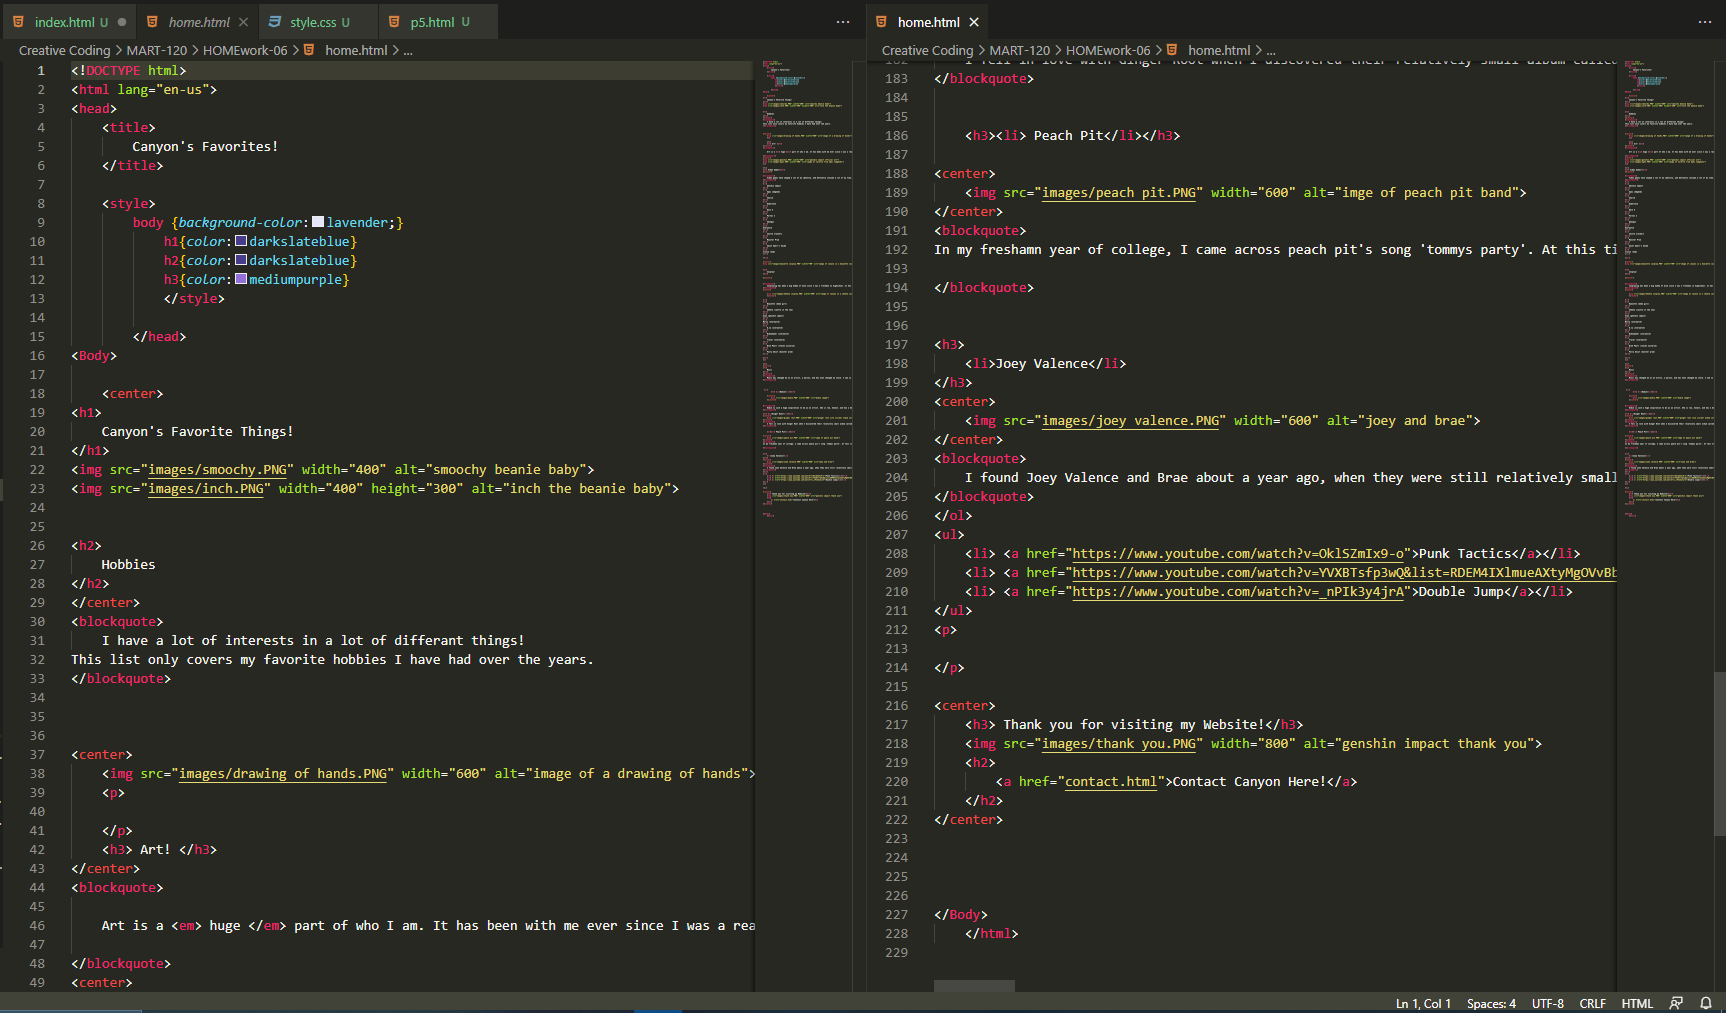 index.html U
home.html
style.css U
p5.html U
...
home.html
...
Creative Coding > MART-120 > HOMEwork-06 > home.html > ...
1 <!DOCTYPE html>
2 <html lang="en-us">
3 <head>
4 <title>
5 Canyon's Favorites!
6 </title>
7
8 <style>
9 body {background-color: lavender;}
10 h1{color: darkslateblue}
11 h2{color: darkslateblue}
12 h3{color: mediumpurple}
13 </style>
14
15 </head>
16 <Body>
17
18 <center>
19 <h1>
20 Canyon's Favorite Things!
21 </h1>
22 <img src="images/smoochy.PNG" width="400" alt="smoochy beanie baby">
23 <img src="images/inch.PNG" width="400" height="300" alt="inch the beanie baby">
24
25
26 <h2>
27 Hobbies
28 </h2>
29 </center>
30 <blockquote>
31 I have a lot of interests in a lot of differant things!
32 This list only covers my favorite hobbies I have had over the years.
33 </blockquote>
34
35
36
37 <center>
38 <img src="images/drawing of hands.PNG" width="600" alt="image of a drawing of hands">
39 <p>
40
41 </p>
42 <h3> Art! </h3>
43 </center>
44 <blockquote>
45
46 Art is a <em> huge </em> part of who I am. It has been with me ever since I was a rea
47
48 </blockquote>
49 <center>
Creative Coding > MART-120 > HOMEwork-06 > home.html > ...
182 I fell in love with Ginger Root when I discovered their relatively small album called
183 </blockquote>
184
185
186 <h3><li> Peach Pit</li></h3>
187
188 <center>
189 <img src="images/peach pit.PNG" width="600" alt="imge of peach pit band">
190 </center>
191 <blockquote>
192 In my freshamn year of college, I came across peach pit's song 'tommys party'. At this ti
193
194 </blockquote>
195
196
197 <h3>
198 <li>Joey Valence</li>
199 </h3>
200 <center>
201 <img src="images/joey valence.PNG" width="600" alt="joey and brae">
202 </center>
203 <blockquote>
204 I found Joey Valence and Brae about a year ago, when they were still relatively small
205 </blockquote>
206 </ol>
207 <ul>
208 <li> <a href="https://www.youtube.com/watch?v=OklSZmIx9-o">Punk Tactics</a></li>
209 <li> <a href="https://www.youtube.com/watch?v=YVXBTsfp3wQ&list=RDEM4IXlmueAXtyMgOVvBb
210 <li> <a href="https://www.youtube.com/watch?v=_nPIk3y4jrA">Double Jump</a></li>
211 </ul>
212 <p>
213
214 </p>
215
216 <center>
217 <h3> Thank you for visiting my Website!</h3>
218 <img src="images/thank you.PNG" width="800" alt="genshin impact thank you">
219 <h2>
220 <a href="contact.html">Contact Canyon Here!</a>
221 </h2>
222 </center>
223
224
225
226
227 </Body>
228 </html>
229
Ln 1, Col 1 Spaces: 4 UTF-8 CRLF HTML